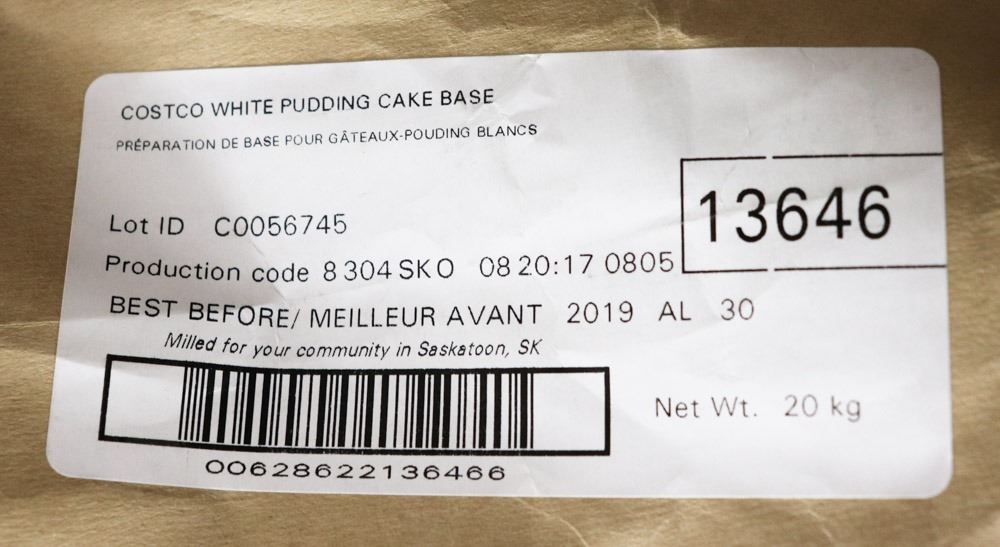 COSTCO WHITE PUDDING CAKE BASE
PRÉPARATION DE BASE POUR GÂTEAUX-POUDING BLANCS
Lot ID C0056745
13646
Production code 8 304 SK O 08 20:17 0805
BEST BEFORE/ MEILLEUR AVANT 2019 AL 30
Milled for your community in Saskatoon, SK
Net Wt. 20 kg
00628622136466